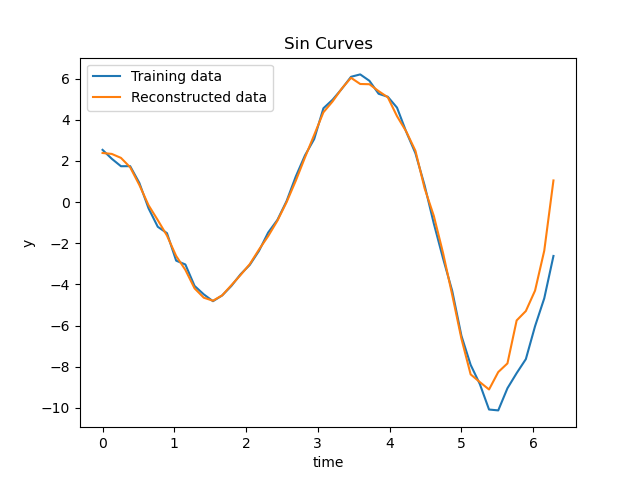 Sin Curves
Training data
Reconstructed data
6
4
2
0
−2
−4
−6
−8
−10
y
0 1 2 3 4 5 6
time